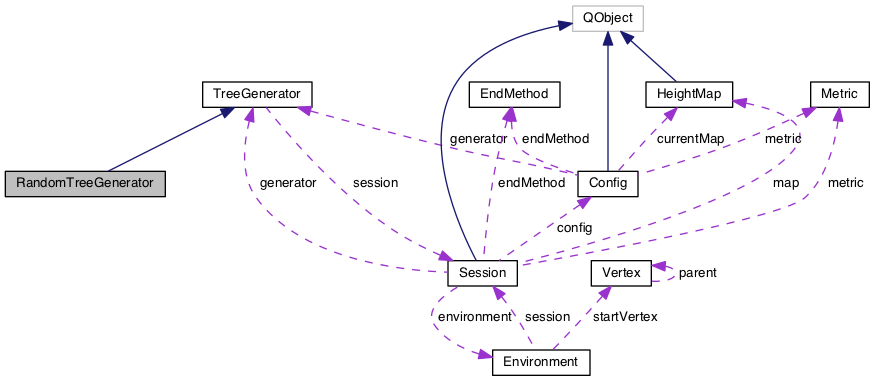 QObject
TreeGenerator
EndMethod
HeightMap
Metric
generator
endMethod
currentMap
metric
RandomTreeGenerator
generator
session
endMethod
Config
map
metric
config
Session
Vertex
parent
environment
session
startVertex
Environment